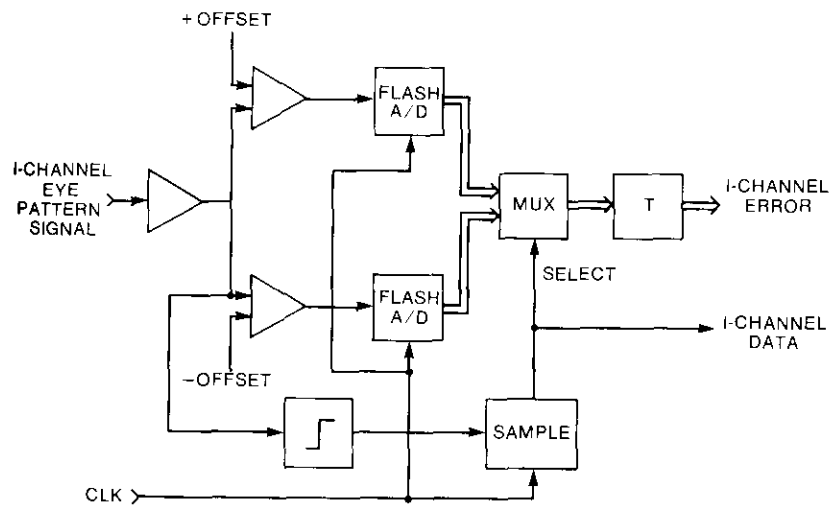 + OFFSET
FLASH
A/D
I-CHANNEL
EYE
PATTERN
SIGNAL
MUX
T
I-CHANNEL
ERROR
SELECT
FLASH
A/D
I-CHANNEL
DATA
−OFFSET
SAMPLE
CLK